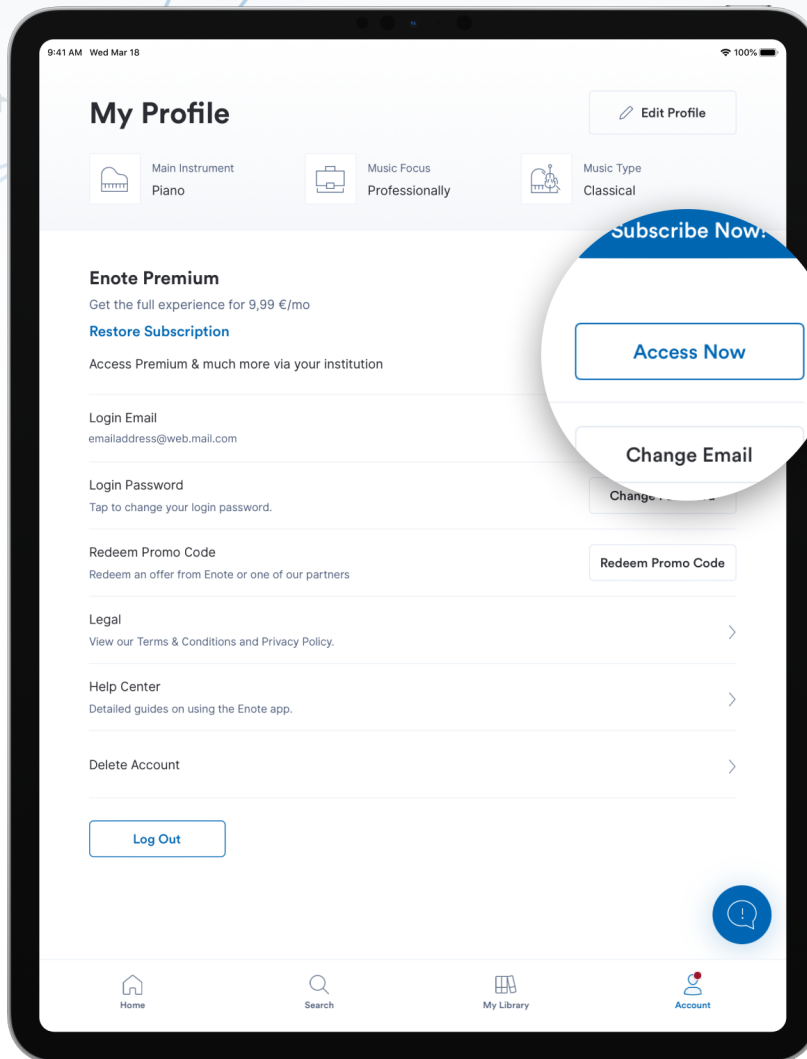 9:41 AM Wed Mar 18
100%
My Profile
Edit Profile
Main Instrument
Piano
Music Focus
Professionally
Music Type
Classical
Subscribe Now!
Enote Premium
Get the full experience for 9,99 €/mo
Restore Subscription
Access Premium & much more via your institution
Access Now
Login Email
emailaddress@web.mail.com
Change Email
Login Password
Tap to change your login password.
Change
Redeem Promo Code
Redeem an offer from Enote or one of our partners
Redeem Promo Code
Legal
View our Terms & Conditions and Privacy Policy.
Help Center
Detailed guides on using the Enote app.
Delete Account
Log Out
Home
Search
My Library
Account